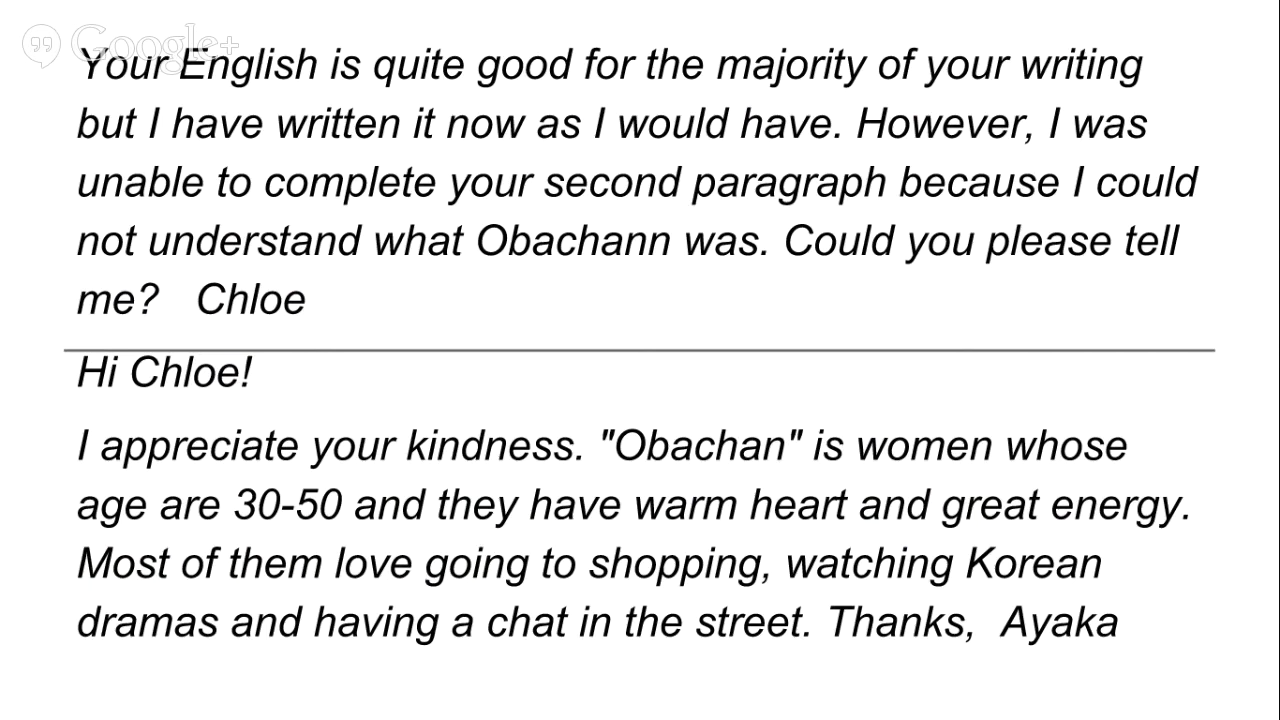 Google+
Your English is quite good for the majority of your writing
but I have written it now as I would have. However, I was
unable to complete your second paragraph because I could
not understand what Obachann was. Could you please tell
me?   Chloe
Hi Chloe!
I appreciate your kindness. "Obachan" is women whose
age are 30-50 and they have warm heart and great energy.
Most of them love going to shopping, watching Korean
dramas and having a chat in the street. Thanks,  Ayaka